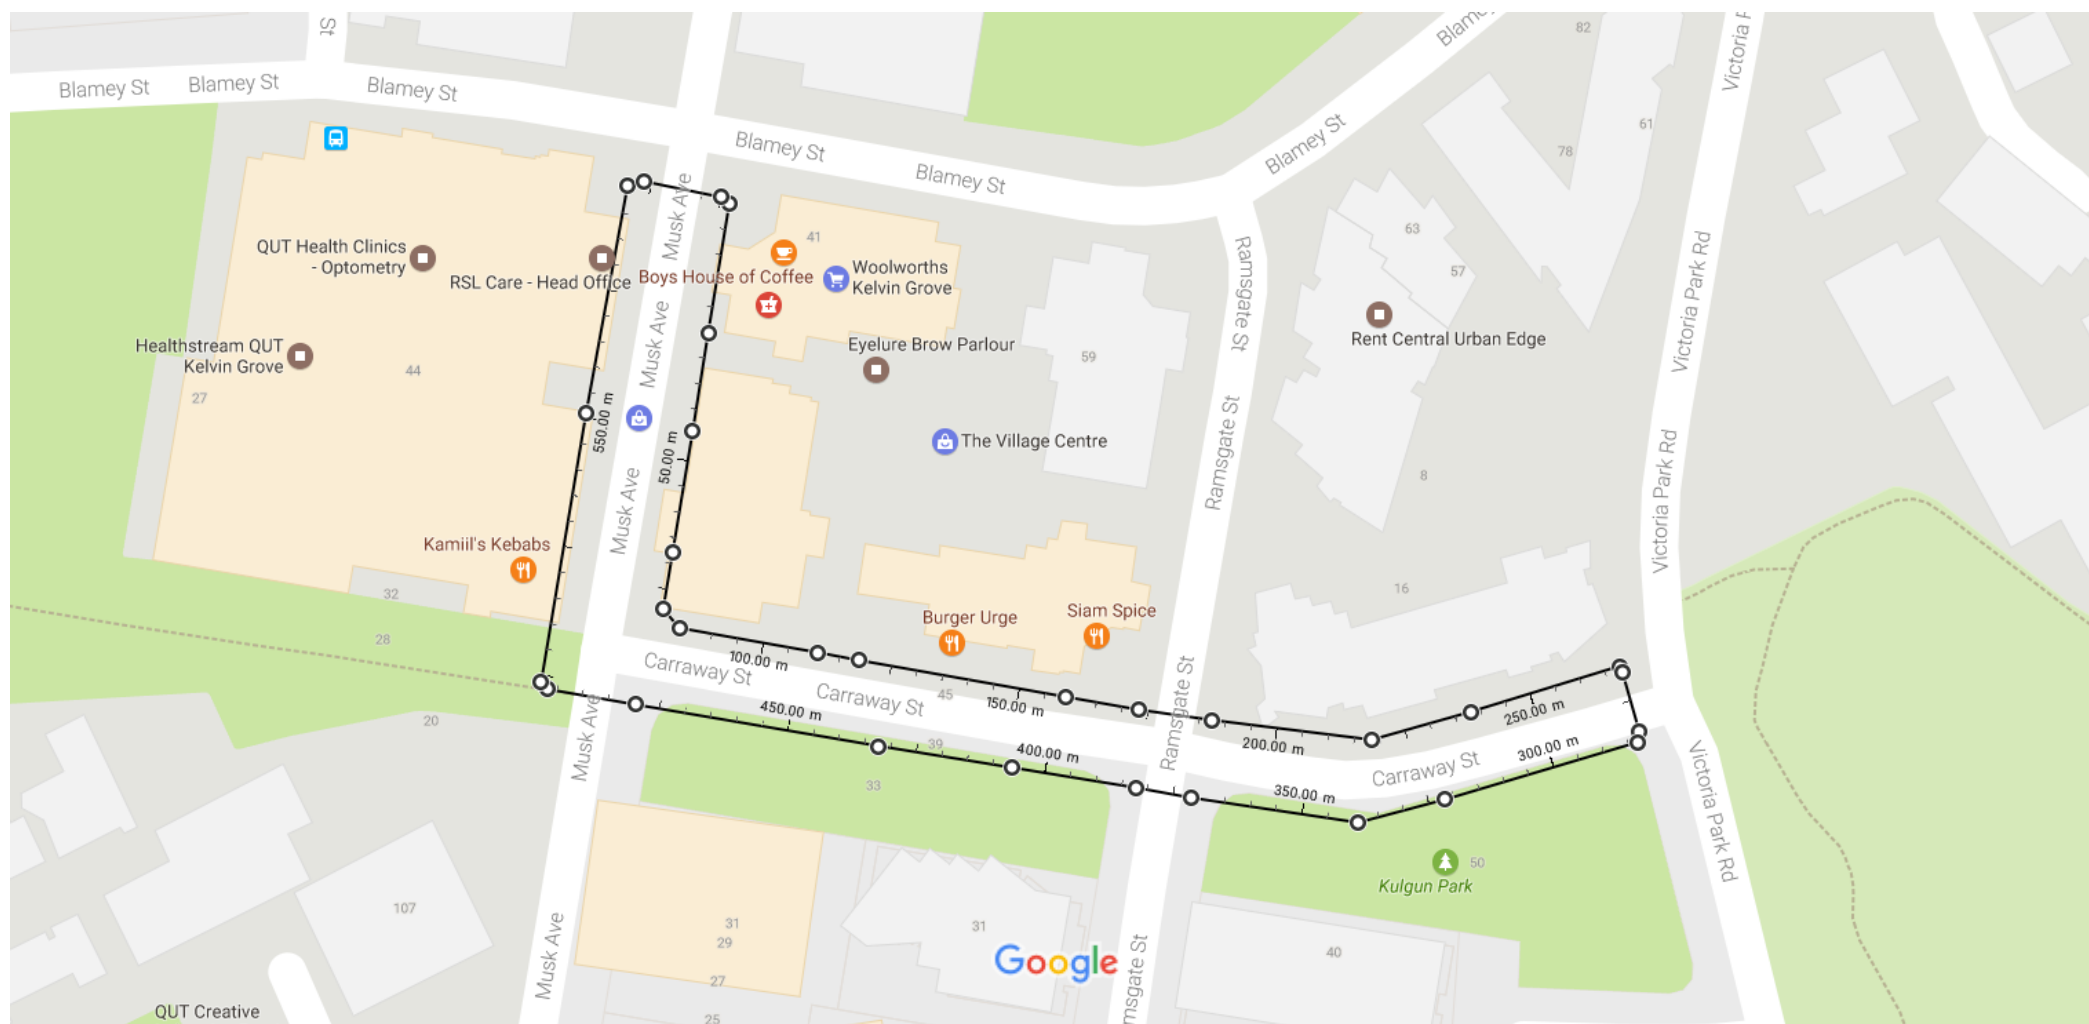 St
Blamey St
Blamey St
Blamey St
Blamey St
Blamey St
Blamey St
Victoria Park Rd
Victoria Park Rd
Victoria Park Rd
82
61
78
63
57
Musk Ave
Musk Ave
Musk Ave
Musk Ave
Musk Ave
QUT Health Clinics
- Optometry
RSL Care - Head Office
41
Boys House of Coffee
Woolworths
Kelvin Grove
Ramsgate St
Ramsgate St
Ramsgate St
Rent Central Urban Edge
Healthstream QUT
Kelvin Grove
44
27
Eyelure Brow Parlour
59
550.00 m
50.00 m
The Village Centre
8
Kamiil's Kebabs
32
28
20
16
Burger Urge
Siam Spice
100.00 m
Carraway St
Carraway St
45
150.00 m
450.00 m
39
400.00 m
33
200.00 m
250.00 m
300.00 m
Carraway St
350.00 m
Victoria Park Rd
Kulgun Park
50
107
31
29
27
25
31
40
Google
msgate St
Musk Ave
QUT Creative